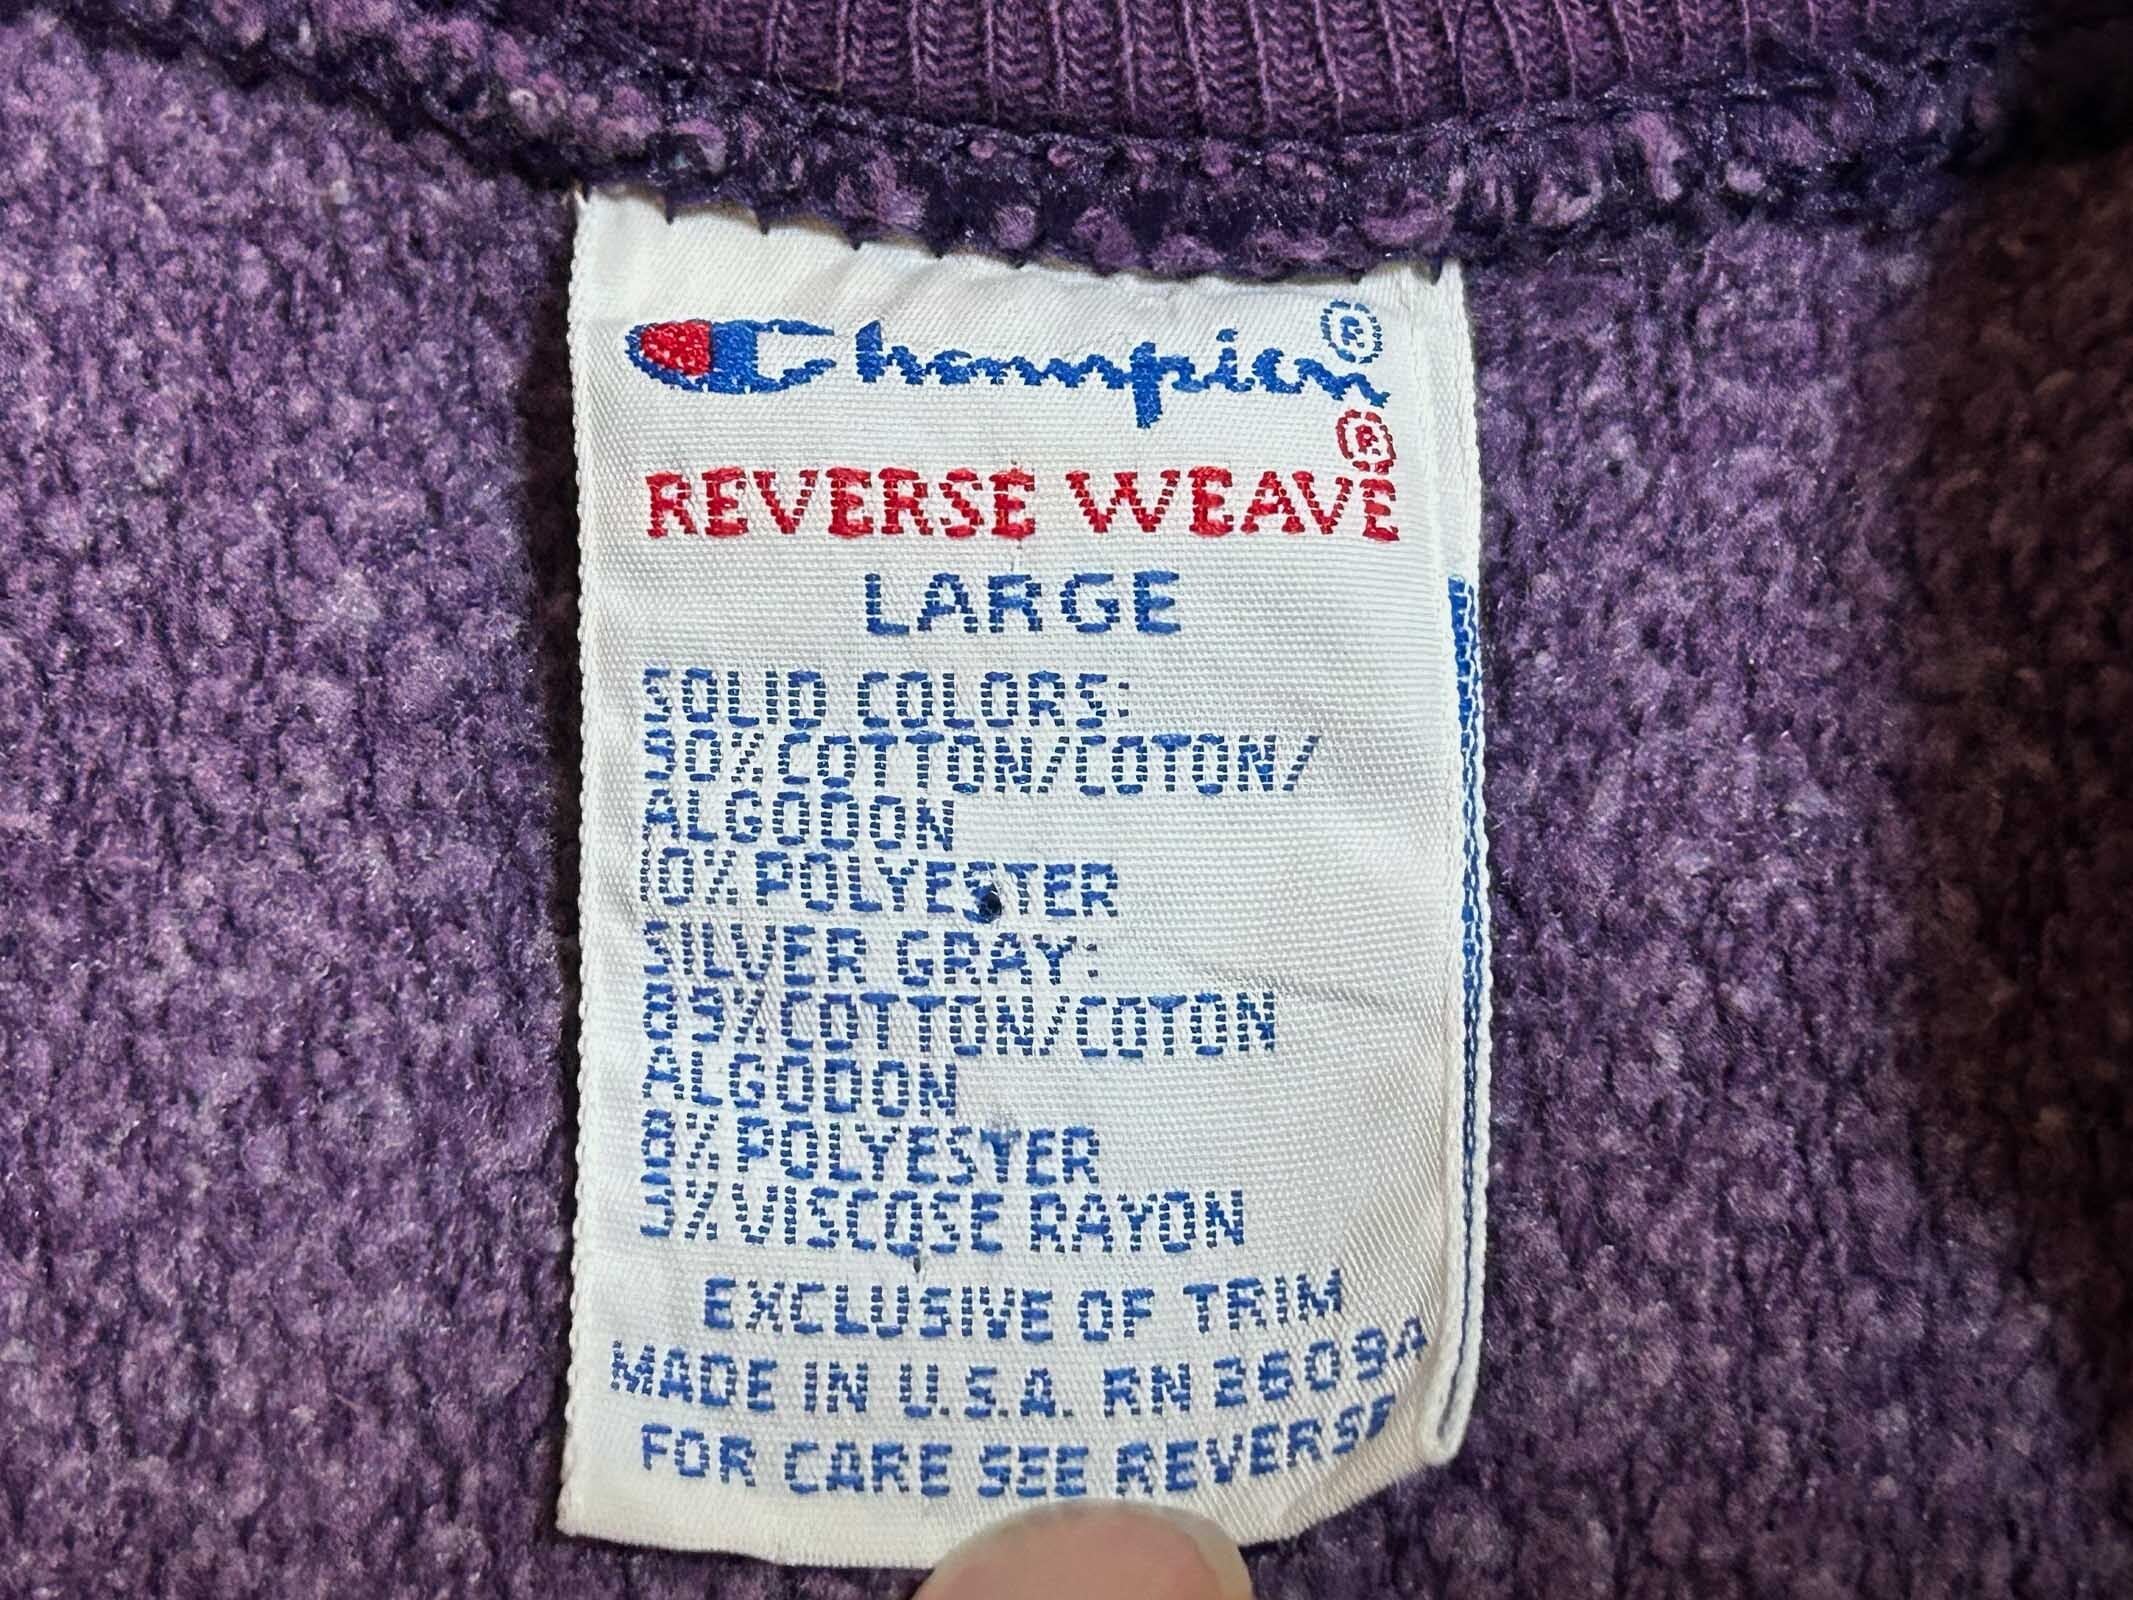 Champion®
REVERSE WEAVE®
LARGE
SOLID COLORS:
90% COTTON/COTON/
ALGODON
10% POLYESTER
SILVER GRAY:
89% COTTON/COTON
ALGODON
8% POLYESTER
3% VISCOSE RAYON
EXCLUSIVE OF TRIM
MADE IN U.S.A. RN 26094
FOR CARE SEE REVERSE